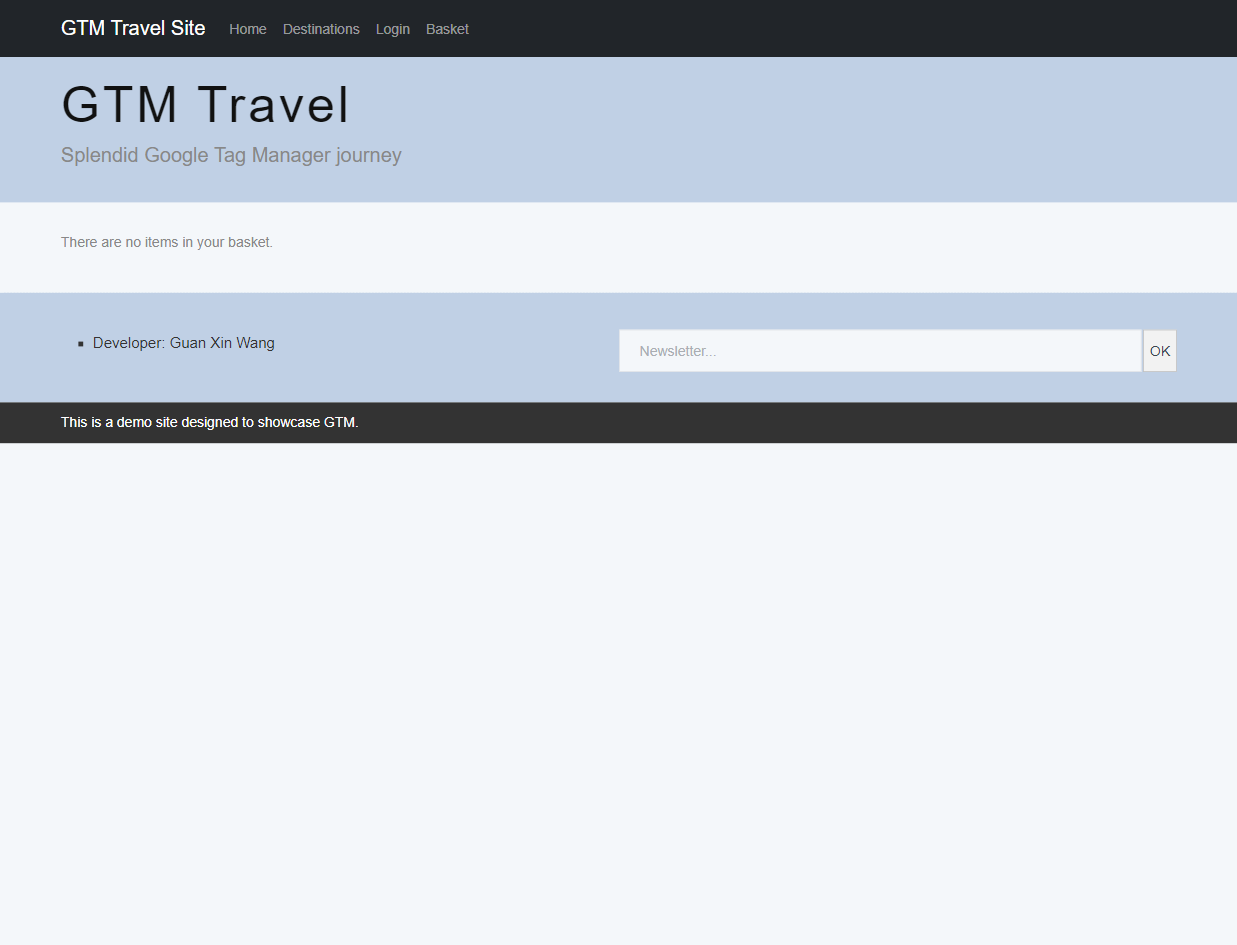 GTM Travel Site Home Destinations Login Basket
GTM Travel
Splendid Google Tag Manager journey
There are no items in your basket.
Developer: Guan Xin Wang
Newsletter... OK
This is a demo site designed to showcase GTM.